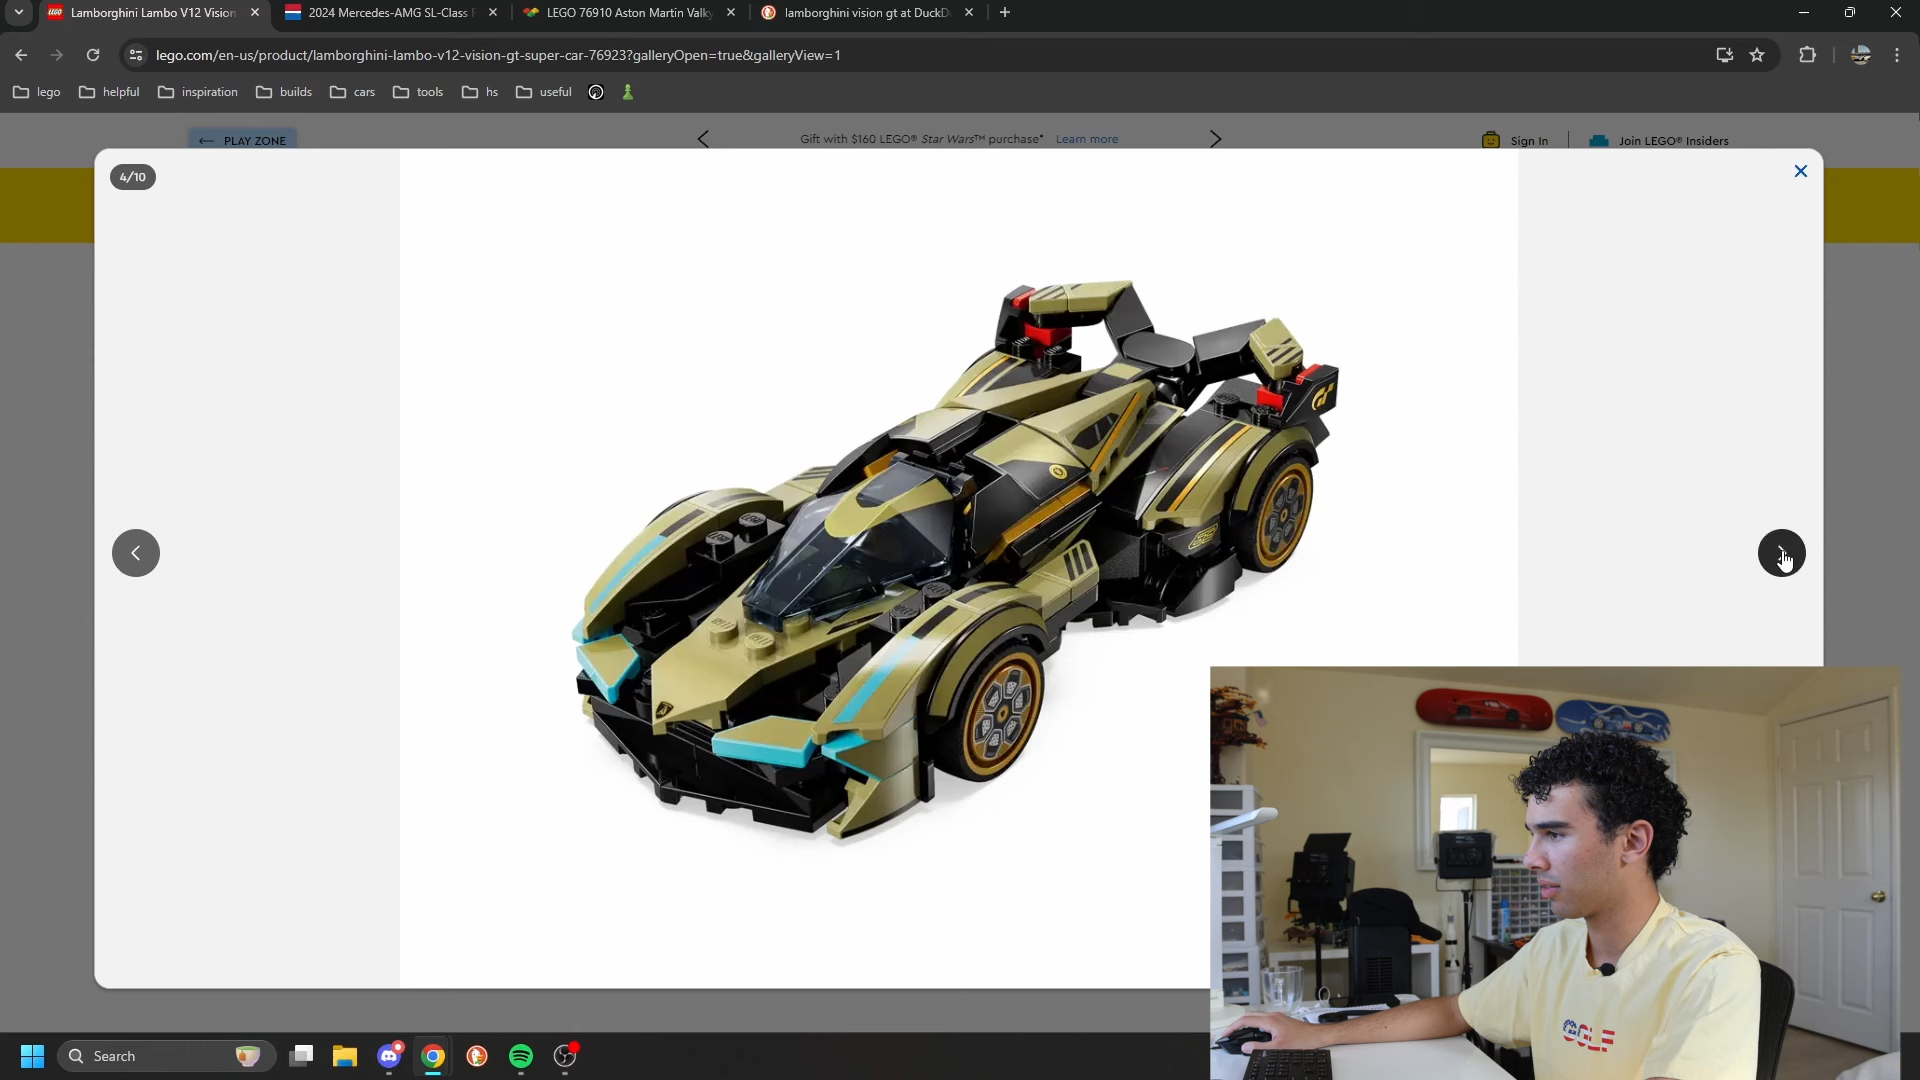 Lamborghini Lambo V12 Vision
2024 Mercedes-AMG SL-Class
LEGO 76910 Aston Martin Valky
lamborghini vision gt at DuckD
lego.com/en-us/product/lamborghini-lambo-v12-vision-gt-super-car-76923?galleryOpen=true&galleryView=1
lego
helpful
inspiration
builds
cars
tools
hs
useful
PLAY ZONE
Gift with $160 LEGO® Star Wars™ purchase* Learn more
Sign In
Join LEGO® Insiders
4/10
GOLF
Search